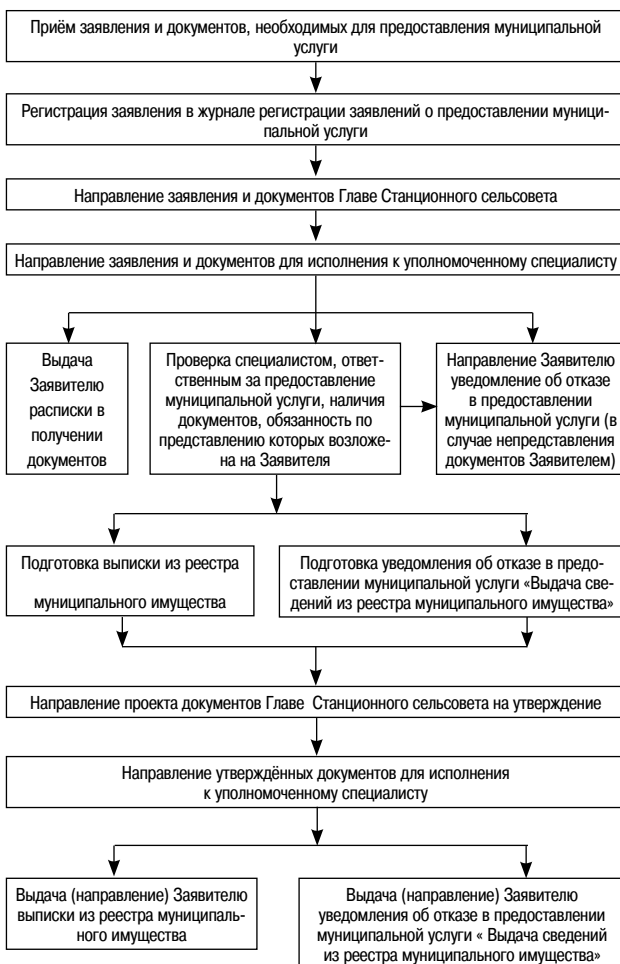 Приём заявления и документов, необходимых для предоставления муниципальной
услуги
Регистрация заявления в журнале регистрации заявлений о предоставлении муници-
пальной услуги
Направление заявления и документов Главе Станционного сельсовета
Направление заявления и документов для исполнения к уполномоченному специалисту
Выдача
Заявителю
расписки в
получении
документов
Проверка специалистом, ответ-
ственным за предоставление
муниципальной услуги, наличия
документов, обязанность по
представлению которых возложе-
на на Заявителя
Направление Заявителю
уведомление об отказе
в предоставлении
муниципальной услуги (в
случае непредставления
документов Заявителем)
Подготовка выписки из реестра
муниципального имущества
Подготовка уведомления об отказе в предо-
ставлении муниципальной услуги «Выдача све-
дений из реестра муниципального имущества»
Направление проекта документов Главе Станционного сельсовета на утверждение
Направление утверждённых документов для исполнения
к уполномоченному специалисту
Выдача (направление) Заявителю
выписки из реестра муниципаль-
ного имущества
Выдача (направление) Заявителю
уведомления об отказе в предоставлении
муниципальной услуги « Выдача сведений
из реестра муниципального имущества»